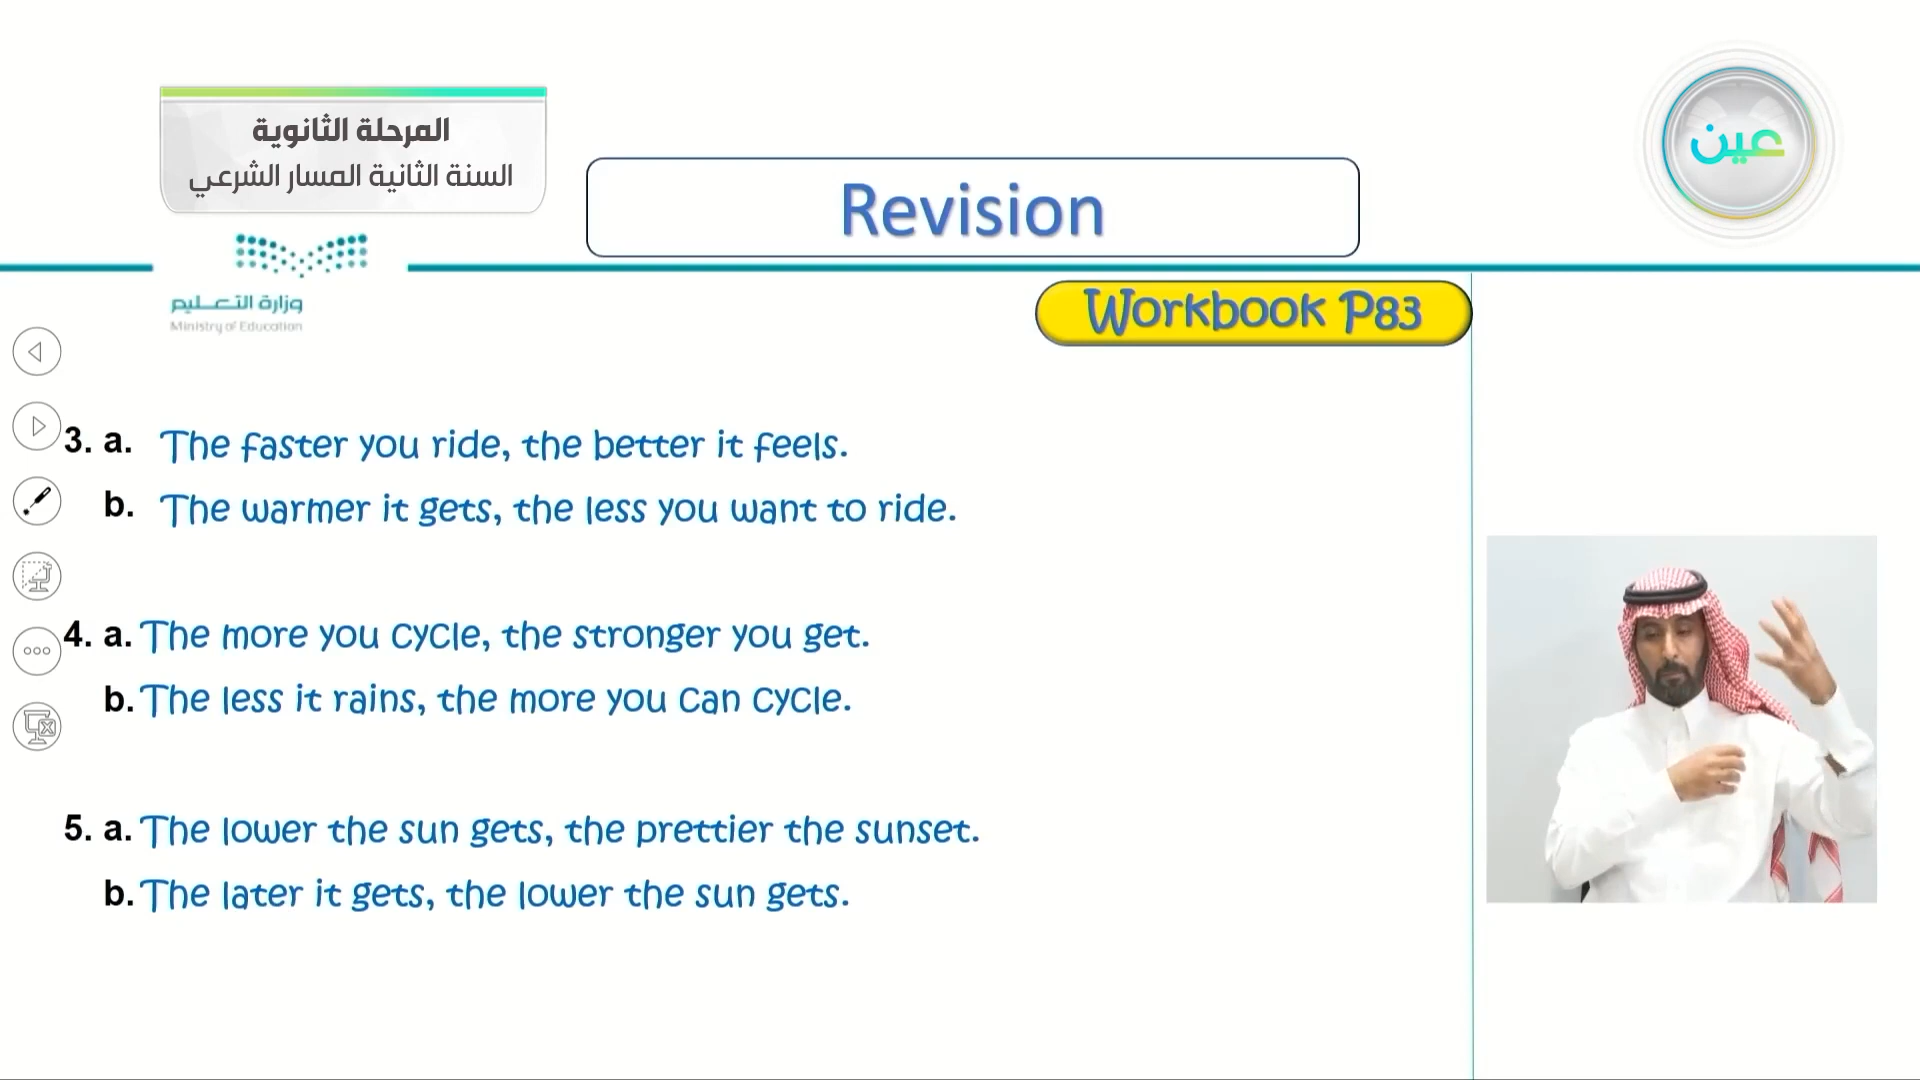 المرحلة الثانوية
السنة الثانية المسار الشرعي
عين
Revision
وزارة التعليم
Ministry of Education
Workbook P83
3. a. The faster you ride, the better it feels.
b. The warmer it gets, the less you want to ride.
4. a. The more you cycle, the stronger you get.
b. The less it rains, the more you can cycle.
5. a. The lower the sun gets, the prettier the sunset.
b. The later it gets, the lower the sun gets.